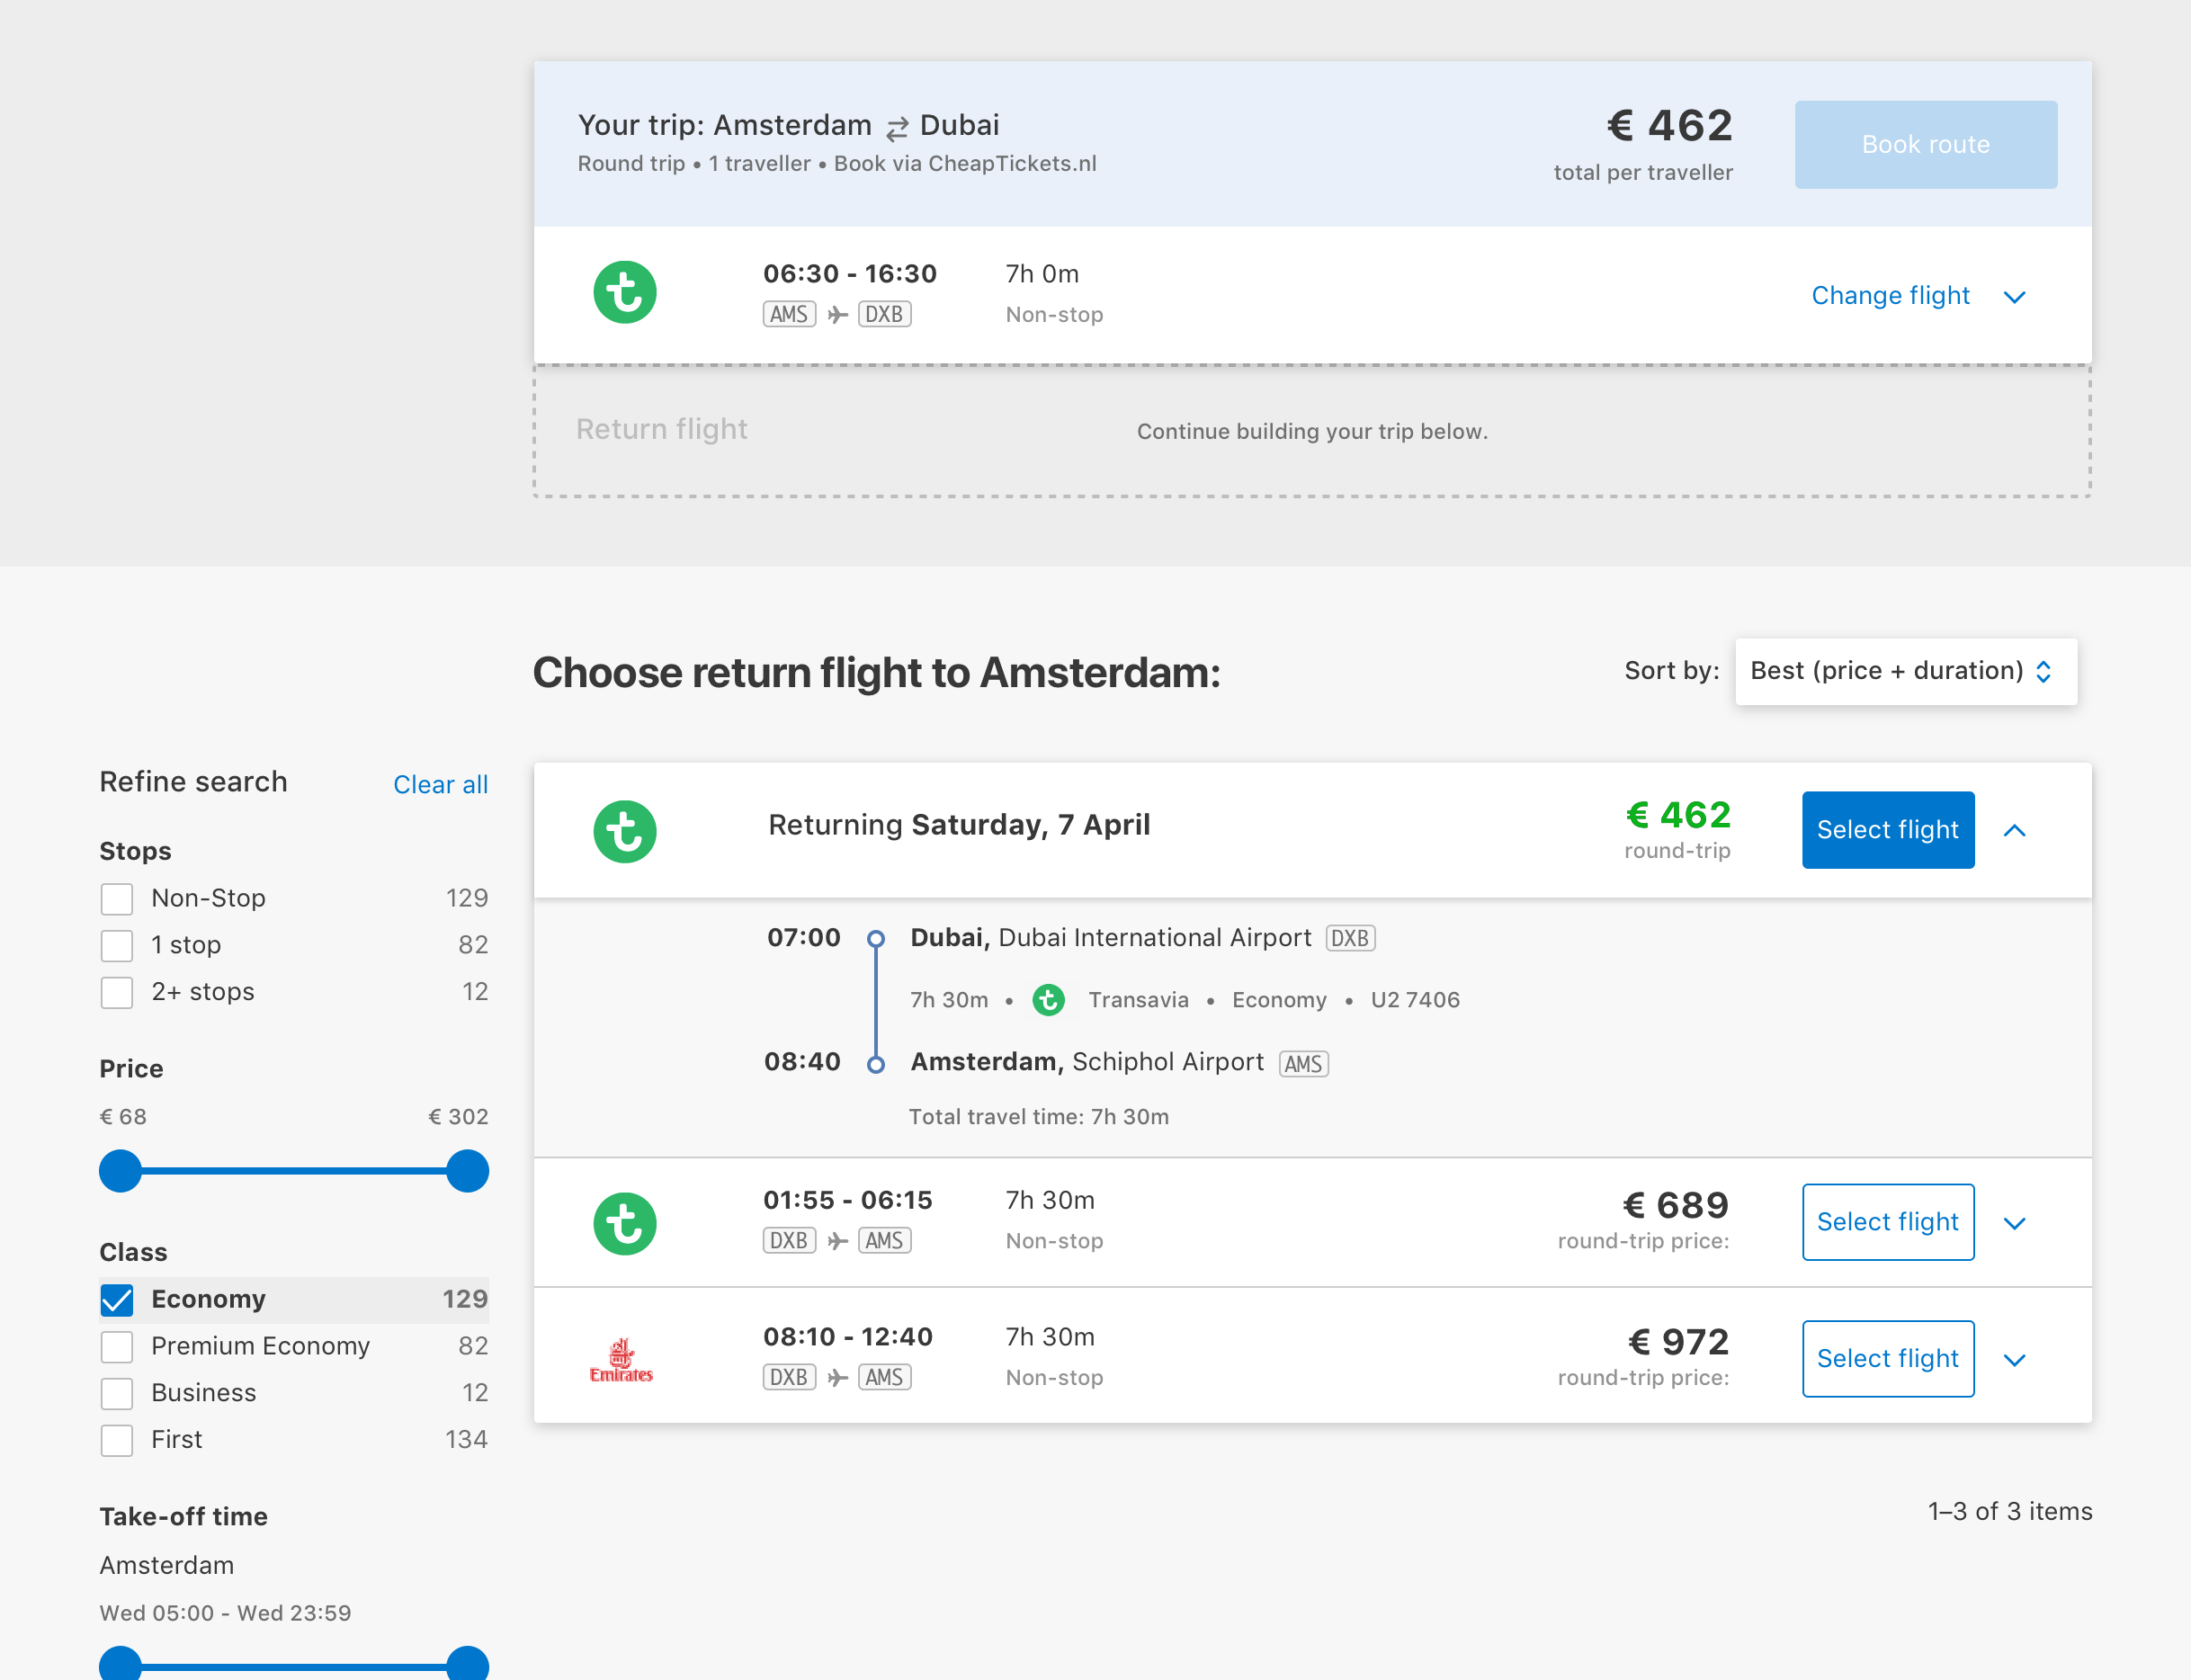 Your trip: Amsterdam ⇄ Dubai
Round trip • 1 traveller • Book via CheapTickets.nl
€ 462
total per traveller
Book route
06:30 - 16:30
AMS DXB
7h 0m
Non-stop
Change flight
Return flight
Continue building your trip below.
Choose return flight to Amsterdam:
Sort by: Best (price + duration)
Refine search
Clear all
Stops
Non-Stop 129
1 stop 82
2+ stops 12
Price
€ 68 € 302
Class
Economy 129
Premium Economy 82
Business 12
First 134
Take-off time
Amsterdam
Wed 05:00 - Wed 23:59
Returning Saturday, 7 April
€ 462
round-trip
Select flight
07:00 Dubai, Dubai International Airport DXB
7h 30m • Transavia • Economy • U2 7406
08:40 Amsterdam, Schiphol Airport AMS
Total travel time: 7h 30m
01:55 - 06:15
DXB AMS
7h 30m
Non-stop
€ 689
round-trip price:
Select flight
Emirates
08:10 - 12:40
DXB AMS
7h 30m
Non-stop
€ 972
round-trip price:
Select flight
1–3 of 3 items